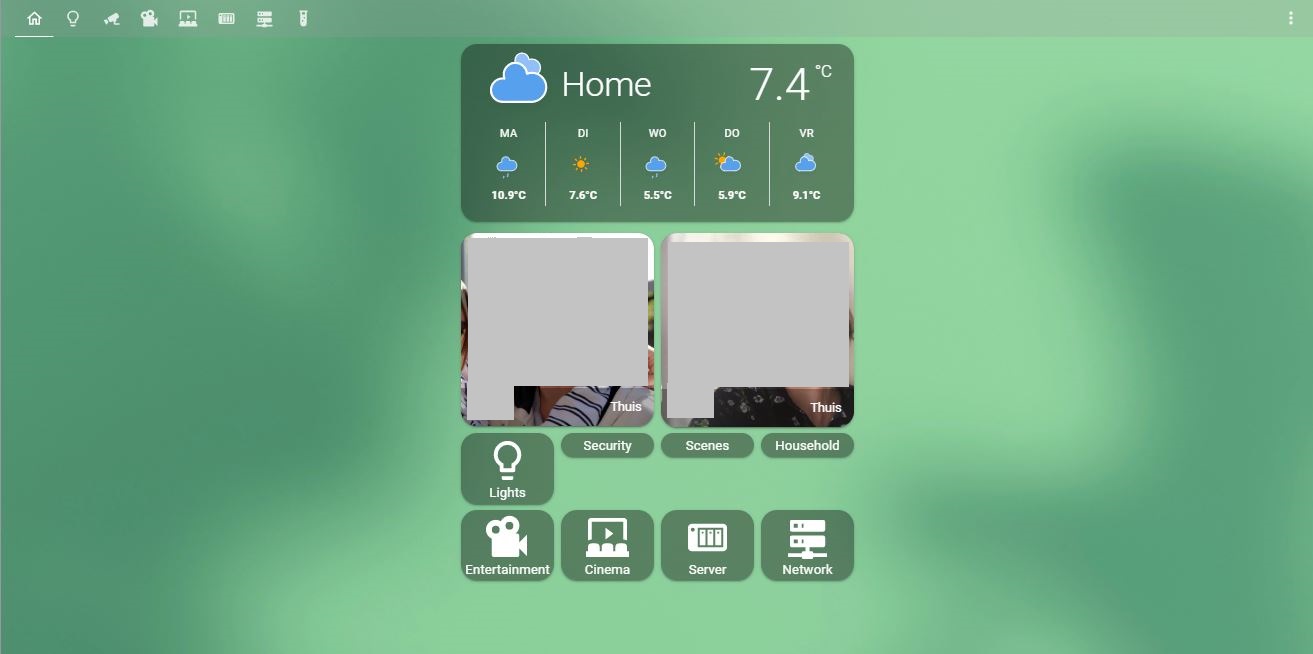 Home 7.4 °C
MA DI WO DO VR
10.9°C 7.6°C 5.5°C 5.9°C 9.1°C
Thuis Thuis
Security Scenes Household
Lights
Entertainment Cinema Server Network